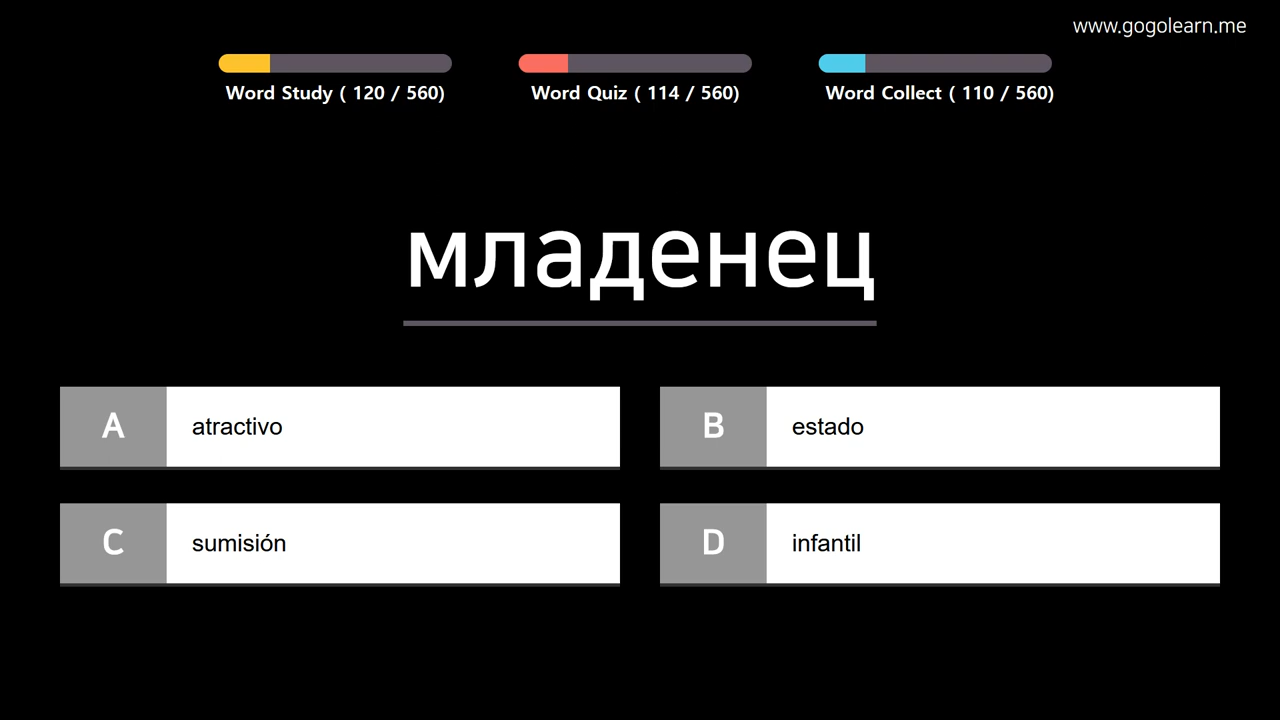 www.gogolearn.me
Word Study ( 120 / 560)
Word Quiz ( 114 / 560)
Word Collect ( 110 / 560)
младенец
A atractivo
B estado
C sumisión
D infantil